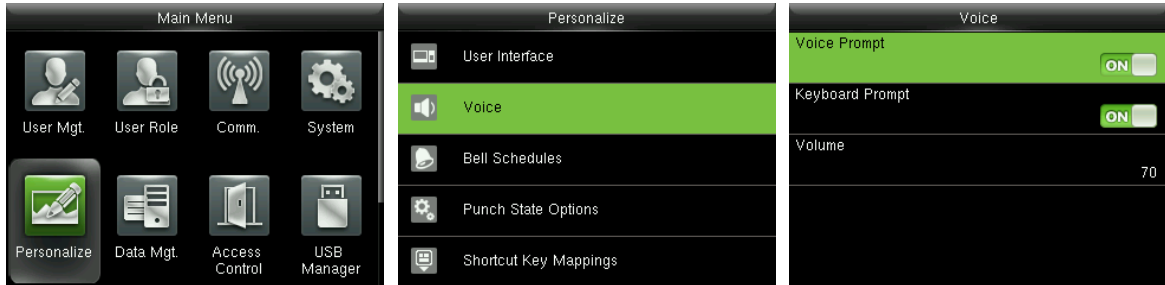 Main Menu
User Mgt.
User Role
Comm.
System
Personalize
Data Mgt.
Access
Control
USB
Manager
Personalize
User Interface
Voice
Bell Schedules
Punch State Options
Shortcut Key Mappings
Voice
Voice Prompt
ON
Keyboard Prompt
ON
Volume
70